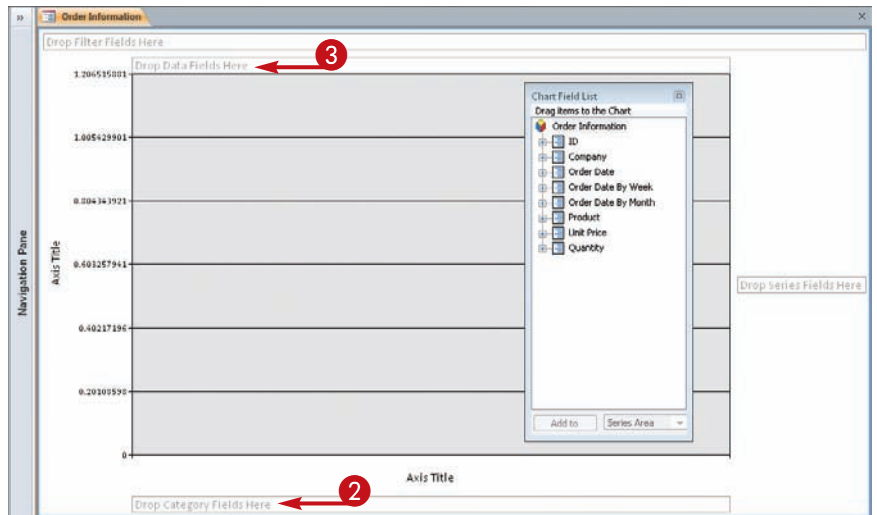 »
Order Information
×
Drop Filter Fields Here
Drop Data Fields Here
3
1.206515881
1.005429901
0.804343921
0.603257941
0.40217196
0.20108598
0
Navigation Pane
Axis Title
Chart Field List
Drag items to the Chart
Order Information
ID
Company
Order Date
Order Date By Week
Order Date By Month
Product
Unit Price
Quantity
Add to
Series Area
Drop Series Fields Here
Axis Title
2
Drop Category Fields Here